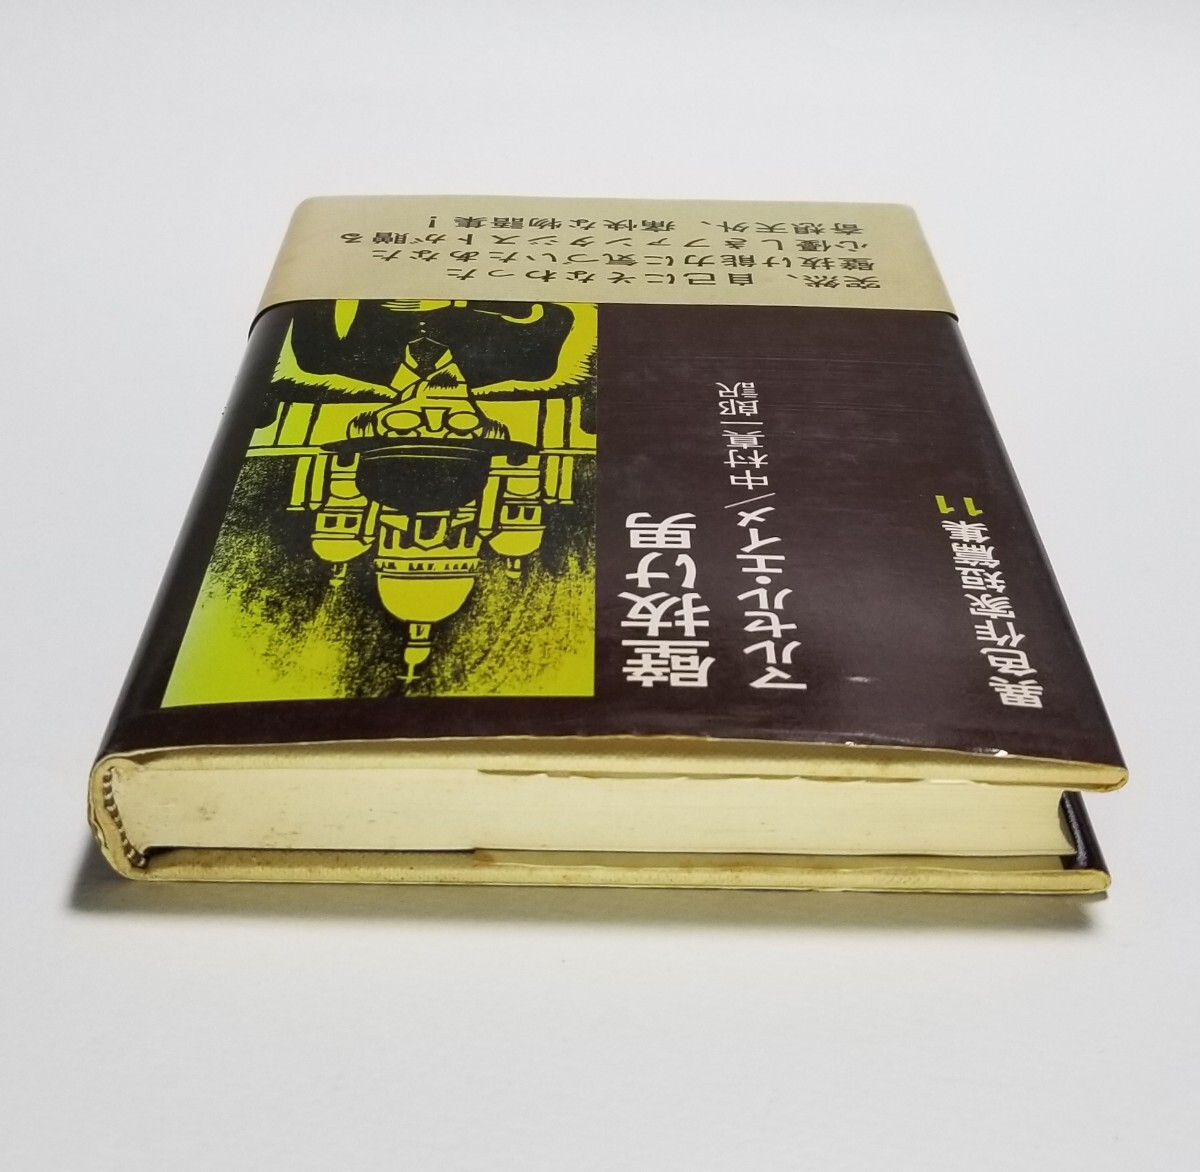 異色作家短篇集 11
マルセル・エイメ/中村真一郎訳
壁抜け男
突然、自己にそなわった
壁抜け能力に気づいたあなた
心優しきファンタジストが贈る
奇想天外、痛快な物語集!